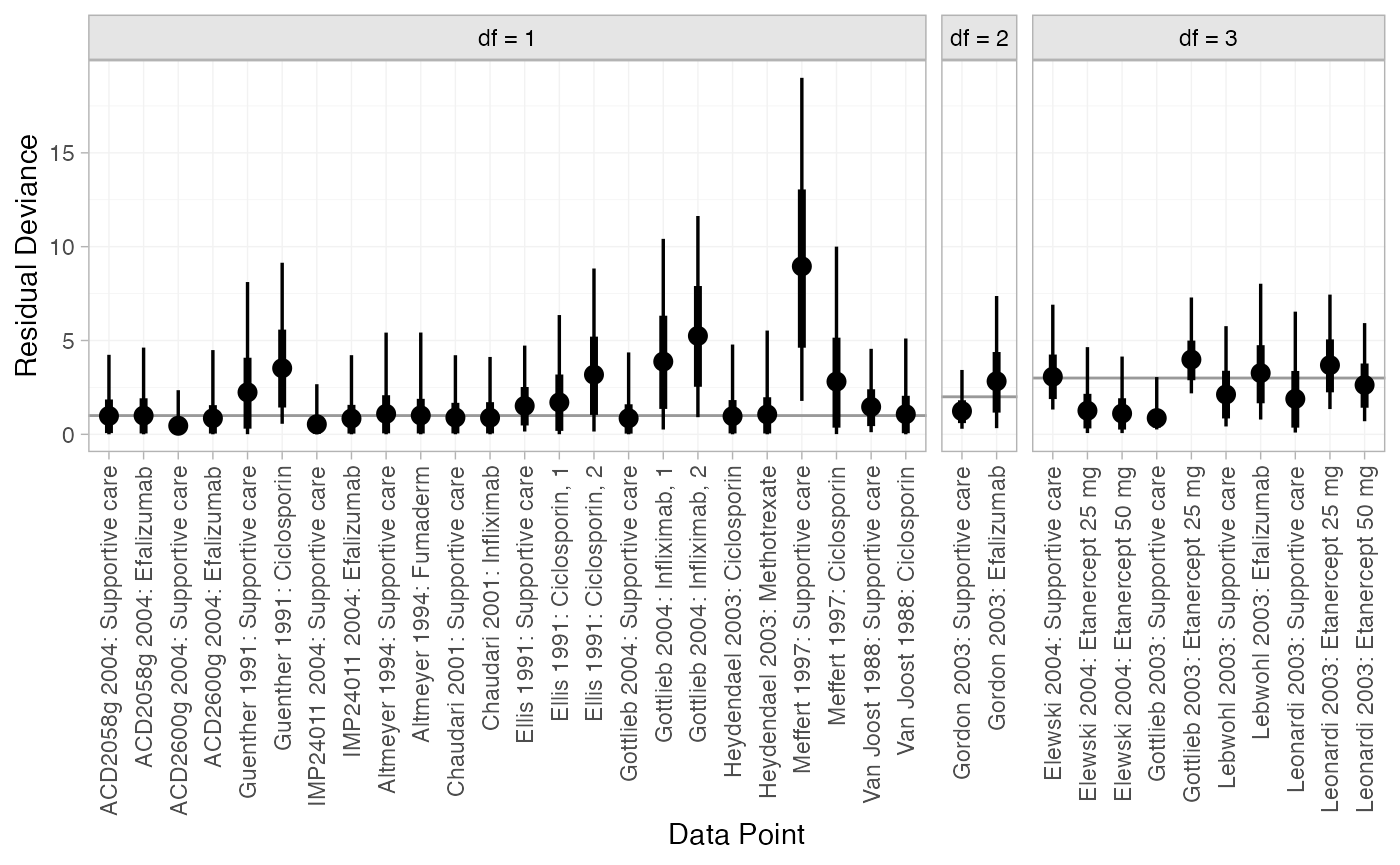 df = 1
df = 2
df = 3
Residual Deviance
15
10
5
0
ACD2058g 2004: Supportive care
ACD2058g 2004: Efalizumab
ACD2600g 2004: Supportive care
ACD2600g 2004: Efalizumab
Guenther 1991: Supportive care
Guenther 1991: Ciclosporin
IMP24011 2004: Supportive care
IMP24011 2004: Efalizumab
Altmeyer 1994: Supportive care
Altmeyer 1994: Fumaderm
Chaudari 2001: Supportive care
Chaudari 2001: Infliximab
Ellis 1991: Supportive care
Ellis 1991: Ciclosporin, 1
Ellis 1991: Ciclosporin, 2
Gottlieb 2004: Supportive care
Gottlieb 2004: Infliximab, 1
Gottlieb 2004: Infliximab, 2
Heydendael 2003: Ciclosporin
Heydendael 2003: Methotrexate
Meffert 1997: Supportive care
Meffert 1997: Ciclosporin
Van Joost 1988: Supportive care
Van Joost 1988: Ciclosporin
Gordon 2003: Supportive care
Gordon 2003: Efalizumab
Elewski 2004: Supportive care
Elewski 2004: Etanercept 25 mg
Elewski 2004: Etanercept 50 mg
Gottlieb 2003: Supportive care
Gottlieb 2003: Etanercept 25 mg
Lebwohl 2003: Supportive care
Lebwohl 2003: Efalizumab
Leonardi 2003: Supportive care
Leonardi 2003: Etanercept 25 mg
Leonardi 2003: Etanercept 50 mg
Data Point